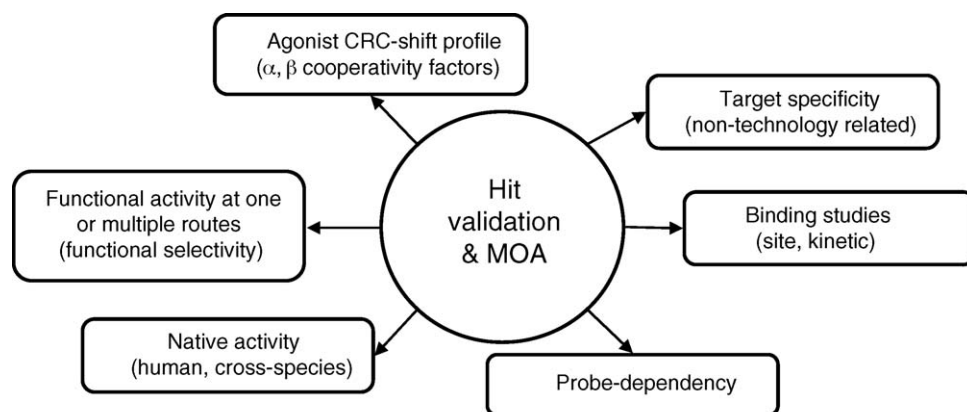 Agonist CRC-shift profile
(α, β cooperativity factors)
Target specificity
(non-technology related)
Hit
validation
& MOA
Functional activity at one
or multiple routes
(functional selectivity)
Binding studies
(site, kinetic)
Native activity
(human, cross-species)
Probe-dependency